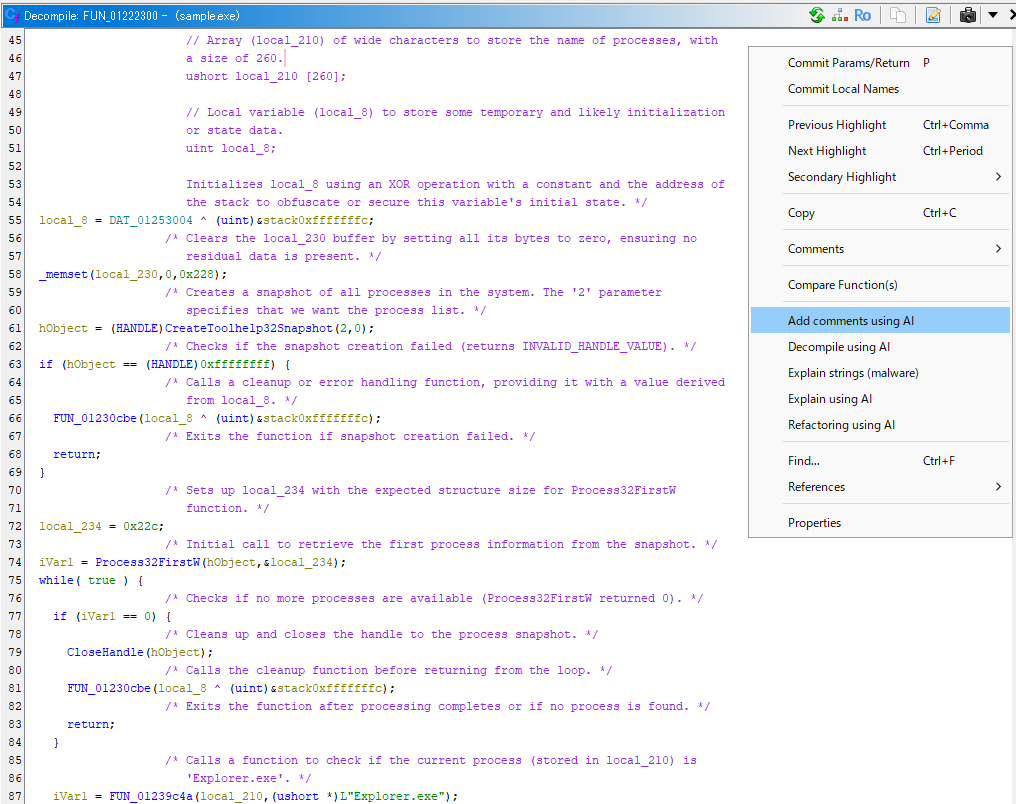 Decompile: FUN_01222300 - (sample.exe)
Ro
45 // Array (local_210) of wide characters to store the name of processes, with
46 a size of 260.
47 ushort local_210 [260];
48
49 // Local variable (local_8) to store some temporary and likely initialization
50 or state data.
51 uint local_8;
52
53 Initializes local_8 using an XOR operation with a constant and the address of
54 the stack to obfuscate or secure this variable's initial state. */
55 local_8 = DAT_01253004 ^ (uint)&stack0xfffffffc;
56 /* Clears the local_230 buffer by setting all its bytes to zero, ensuring no
57 residual data is present. */
58 _memset(local_230,0,0x228);
59 /* Creates a snapshot of all processes in the system. The '2' parameter
60 specifies that we want the process list. */
61 hObject = (HANDLE)CreateToolhelp32Snapshot(2,0);
62 /* Checks if the snapshot creation failed (returns INVALID_HANDLE_VALUE). */
63 if (hObject == (HANDLE)0xffffffff) {
64 /* Calls a cleanup or error handling function, providing it with a value derived
65 from local_8. */
66 FUN_01230cbe(local_8 ^ (uint)&stack0xfffffffc);
67 /* Exits the function if snapshot creation failed. */
68 return;
69 }
70 /* Sets up local_234 with the expected structure size for Process32FirstW
71 function. */
72 local_234 = 0x22c;
73 /* Initial call to retrieve the first process information from the snapshot. */
74 iVar1 = Process32FirstW(hObject,&local_234);
75 while( true ) {
76 /* Checks if no more processes are available (Process32FirstW returned 0). */
77 if (iVar1 == 0) {
78 /* Cleans up and closes the handle to the process snapshot. */
79 CloseHandle(hObject);
80 /* Calls the cleanup function before returning from the loop. */
81 FUN_01230cbe(local_8 ^ (uint)&stack0xfffffffc);
82 /* Exits the function after processing completes or if no process is found. */
83 return;
84 }
85 /* Calls a function to check if the current process (stored in local_210) is
86 'Explorer.exe'. */
87 iVar1 = FUN_01239c4a(local_210,(ushort *)L"Explorer.exe");
Commit Params/Return P
Commit Local Names
Previous Highlight Ctrl+Comma
Next Highlight Ctrl+Period
Secondary Highlight
Copy Ctrl+C
Comments
Compare Function(s)
Add comments using AI
Decompile using AI
Explain strings (malware)
Explain using AI
Refactoring using AI
Find... Ctrl+F
References
Properties